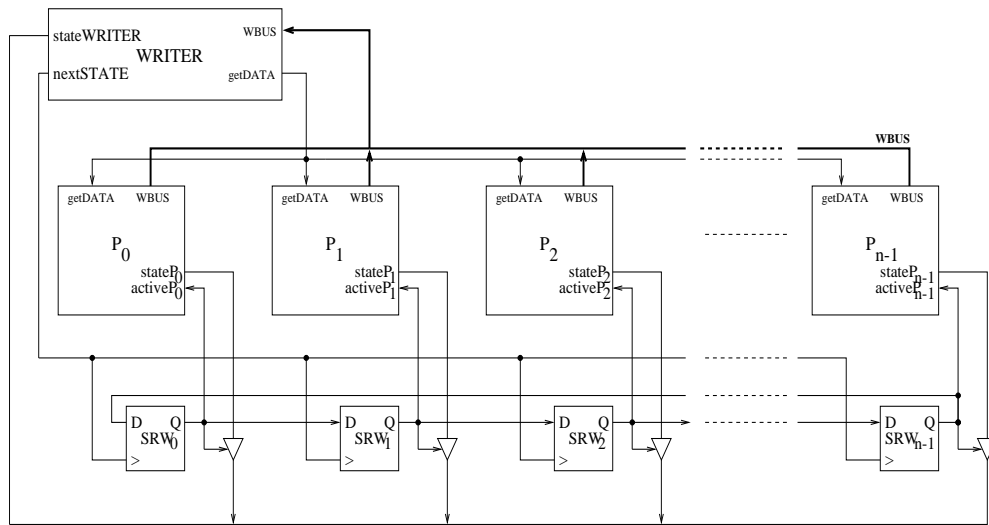 stateWRITER WBUS
WRITER
nextSTATE getDATA
WBUS
getDATA WBUS getDATA WBUS getDATA WBUS getDATA WBUS
P0 P1 P2 Pn-1
stateP0 stateP1 stateP2 statePn-1
activeP0 activeP1 activeP2 activePn-1
D Q D Q D Q D Q
SRW0 SRW1 SRW2 SRWn-1
> > > >